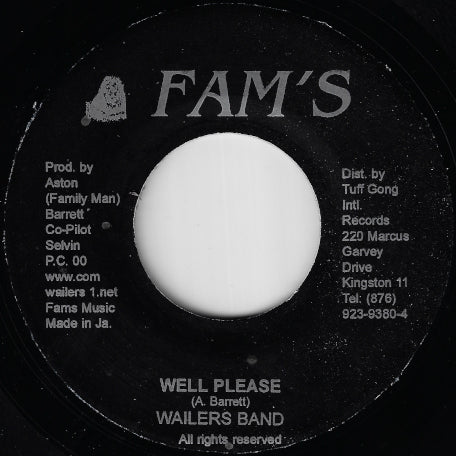 FAM'S
Prod. by
Aston
(Family Man)
Barrett
Co-Pilot
Selvin
P.C. 00
www.com
wailers 1.net
Fams Music
Made in Ja.
Dist. by
Tuff Gong
Intl.
Records
220 Marcus
Garvey
Drive
Kingston 11
Tel: (876)
923-9380-4
WELL PLEASE
(A. Barrett)
WAILERS BAND
All rights reserved